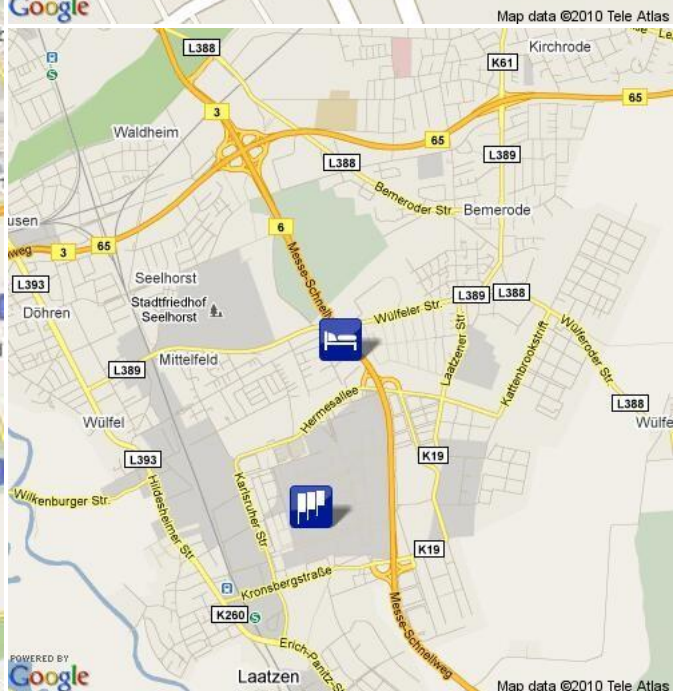 Google
Map data ©2010 Tele Atlas
L388
Kirchrode
K61
S
65
3
Waldheim
65
L388
L389
Bemeroder Str
Bemerode
usen
6
3
65
lweg
Messe-Schnellw
Seelhorst
L393
Stadtfriedhof
Seelhorst
L389
L388
Döhren
Wülfeler Str.
Laatzener Str
Wülferoder Str.
Mittelfeld
L389
Kattenbrookstrift
L388
Hermesallee
Wülfel
Wülfe
L393
K19
Karlsruher Str
Wilkenburger Str.
Hildesheimer Str
K19
Kronsbergstraße
K260
S
Messe-Schnellweg
Erich-Panitz-St
POWERED BY
Google
Laatzen
Map data ©2010 Tele Atlas